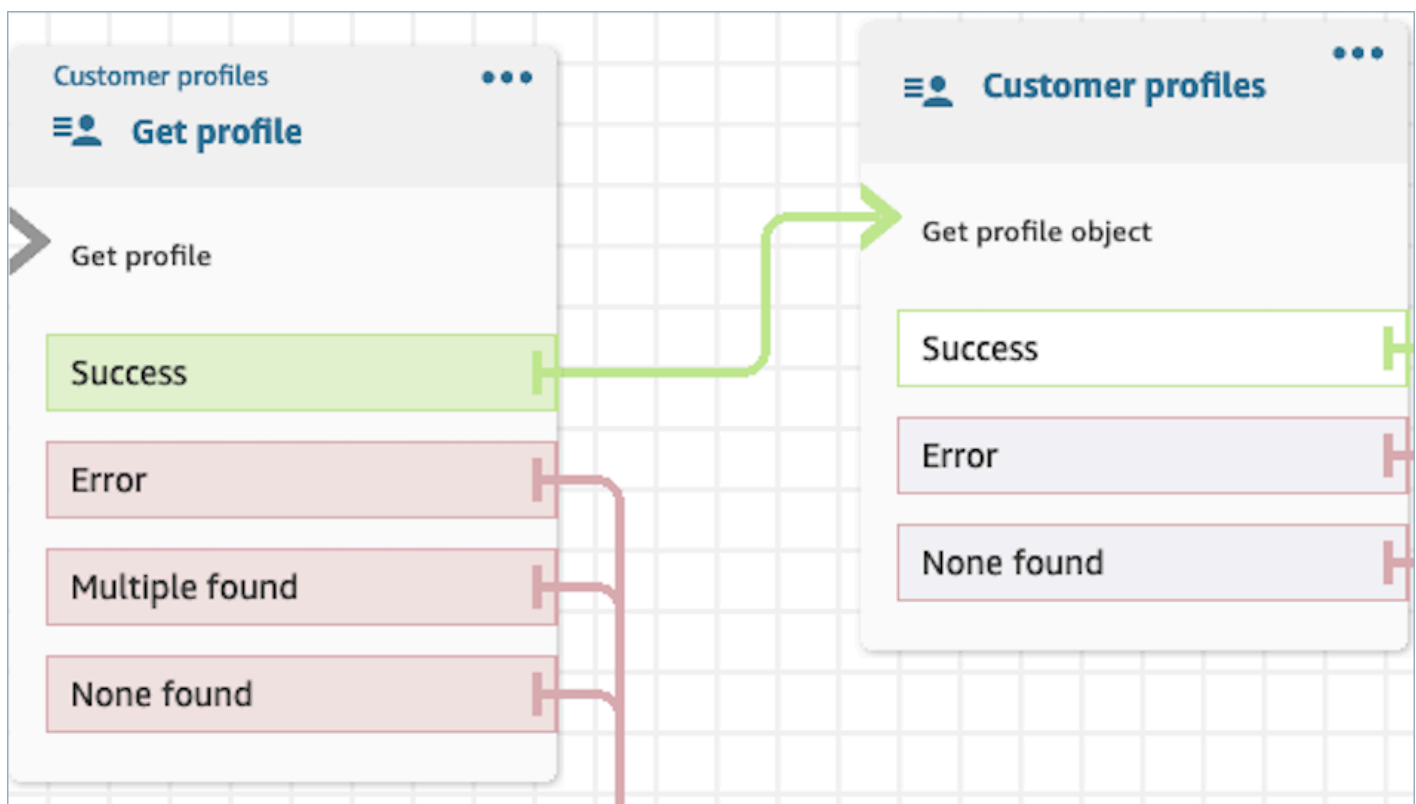 Customer profiles
Get profile
Get profile
Success
Error
Multiple found
None found
Customer profiles
Get profile object
Success
Error
None found